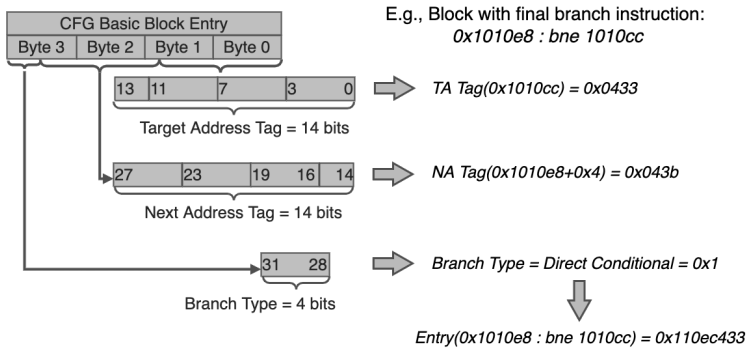 CFG Basic Block Entry
Byte 3 Byte 2 Byte 1 Byte 0
E.g., Block with final branch instruction:
0x1010e8 : bne 1010cc
13 11 7 3 0
TA Tag(0x1010cc) = 0x0433
Target Address Tag = 14 bits
27 23 19 16 14
NA Tag(0x1010e8+0x4) = 0x043b
Next Address Tag = 14 bits
31 28
Branch Type = Direct Conditional = 0x1
Branch Type = 4 bits
Entry(0x1010e8 : bne 1010cc) = 0x110ec433